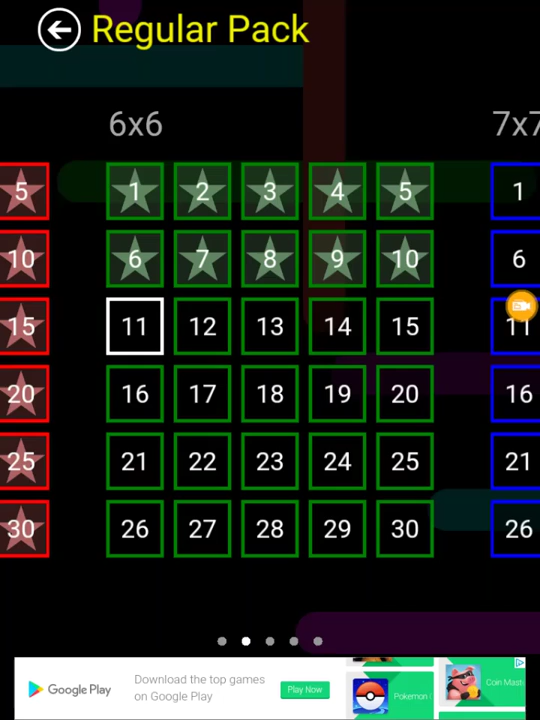 Regular Pack
6x6 7x7
5 1 2 3 4 5 1
10 6 7 8 9 10 6
15 11 12 13 14 15 11
20 16 17 18 19 20 16
25 21 22 23 24 25 21
30 26 27 28 29 30 26
Google Play
Download the top games
on Google Play
Play Now
Pokemon
Coin Mast